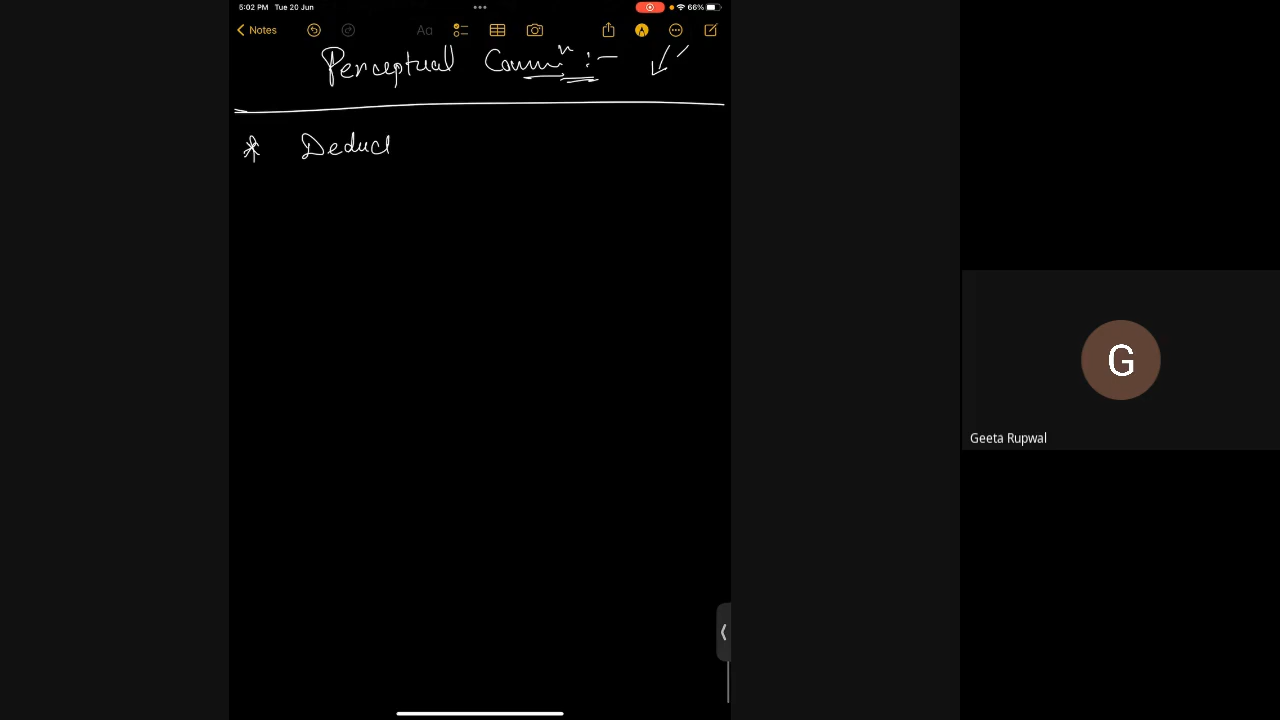 5:02 PM Tue 20 Jun
66%
Notes
Aa
Perceptual Commⁿ :-
* Deduct
G
Geeta Rupwal